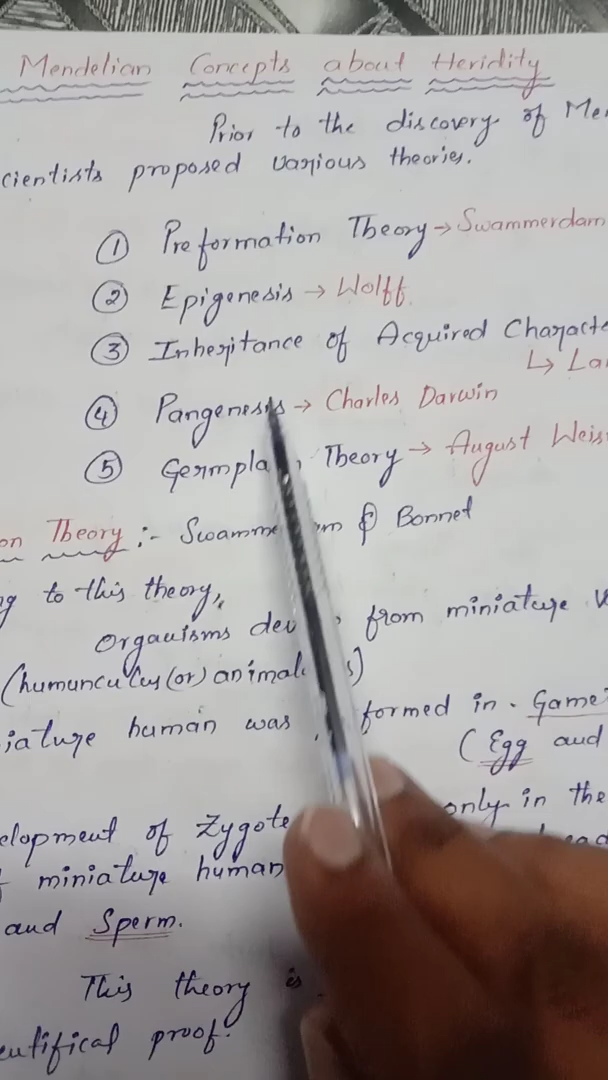 Mendelian Concepts about Heridity
Prior to the discovery of Me
cientists proposed various theories.
① Preformation Theory → Swammerdam
② Epigenesis → Wolff.
③ Inheritance of Acquired Characte
↳ La
④ Pangenesis → Charles Darwin
⑤ Theory → August Weis
on Theory :- Swamm & Bonnet
g to this theory,
Organisms from miniature
(humunculus (or) animal
iature human was formed in . Game
(Egg and
elopment of Zygote only in the
miniature human
and Sperm.
This theory is
entifical proof.